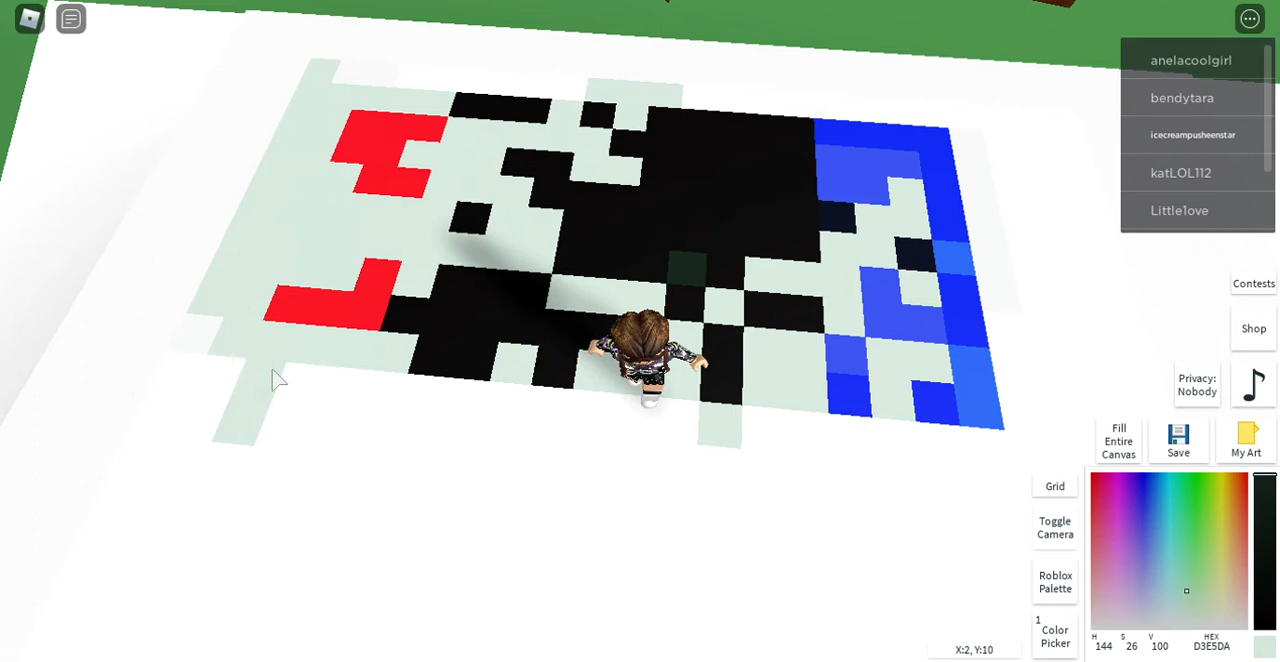 anelacoolgirl
bendytara
icecreampusheenstar
katLOL112
Little1ove
Contests
Shop
Privacy:
Nobody
Fill
Entire
Canvas
Save
My Art
Grid
Toggle
Camera
Roblox
Palette
1
Color
Picker
H S V HEX
144 26 100 D3E5DA
X:2, Y:10